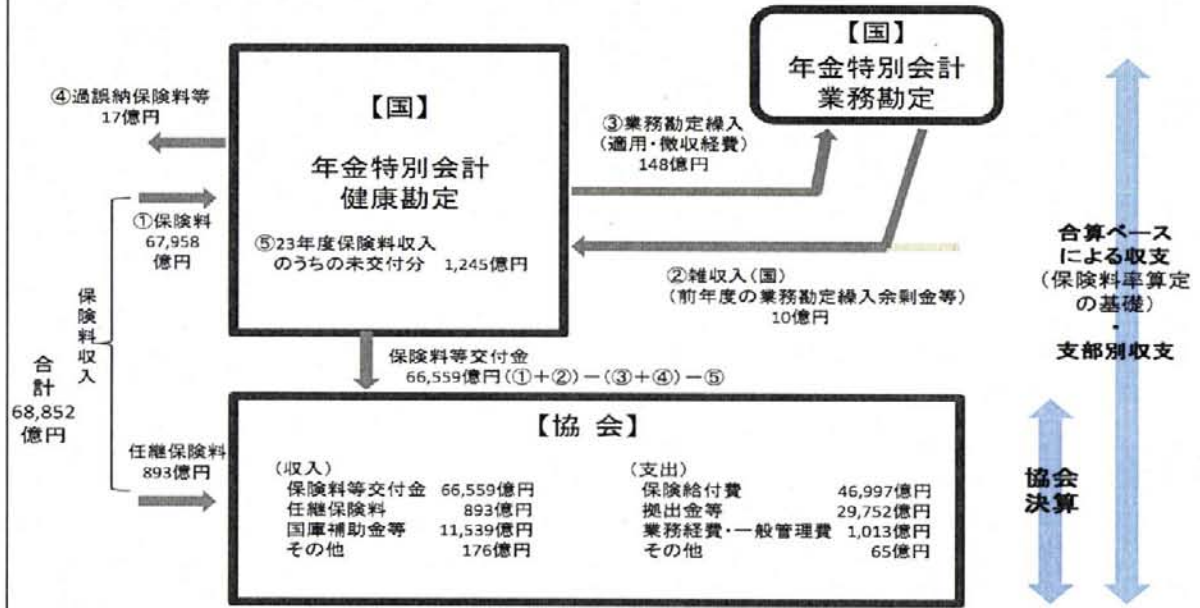 【国】
年金特別会計
業務勘定
④過誤納保険料等
17億円
【国】
年金特別会計
健康勘定
③業務勘定繰入
(適用・徴収経費)
148億円
①保険料
67,958
億円
⑤23年度保険料収入
のうちの未交付分 1,245億円
②雑収入(国)
(前年度の業務勘定繰入余剰金等)
10億円
保険料収入
合計
68,852
億円
保険料等交付金
66,559億円(①+②)-(③+④)-⑤
任継保険料
893億円
【協 会】
(収入)
保険料等交付金 66,559億円
任継保険料 893億円
国庫補助金等 11,539億円
その他 176億円
(支出)
保険給付費 46,997億円
拠出金等 29,752億円
業務経費・一般管理費 1,013億円
その他 65億円
協会
決算
合算ベース
による収支
(保険料率算定
の基礎)
・
支部別収支